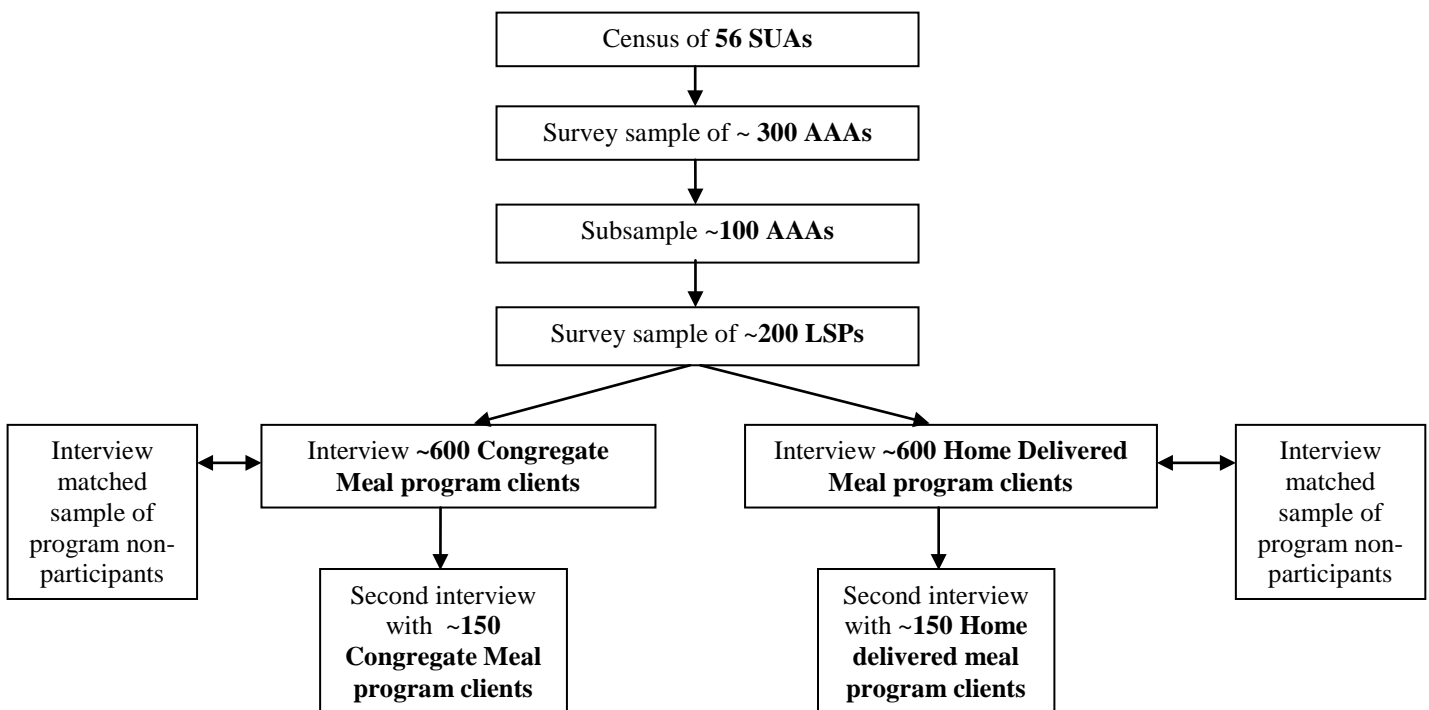 Census of 56 SUAs
Survey sample of ~ 300 AAAs
Subsample ~100 AAAs
Survey sample of ~200 LSPs
Interview
matched
sample of
program non-
participants
Interview ~600 Congregate
Meal program clients
Interview ~600 Home Delivered
Meal program clients
Interview
matched
sample of
program non-
participants
Second interview
with ~150
Congregate Meal
program clients
Second interview
with ~150 Home
delivered meal
program clients